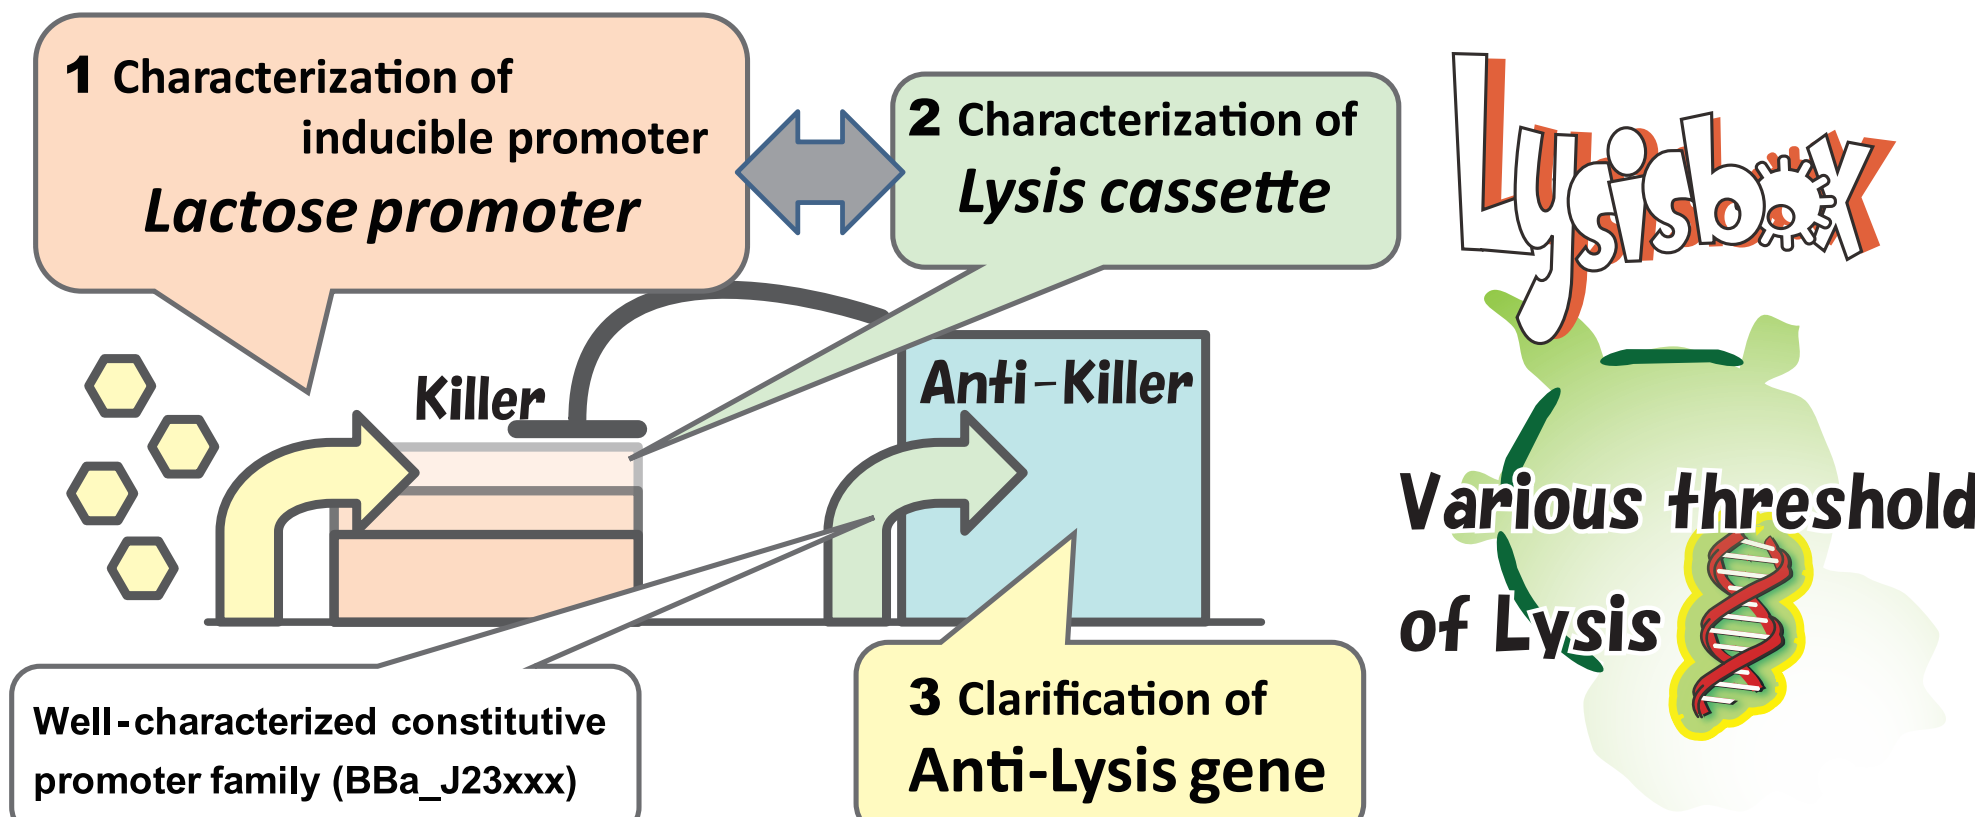 1 Characterization of
inducible promoter
Lactose promoter
2 Characterization of
Lysis cassette
Lysisbox
Killer
Anti-Killer
Various threshold
of Lysis
Well-characterized constitutive
promoter family (BBa_J23xxx)
3 Clarification of
Anti-Lysis gene